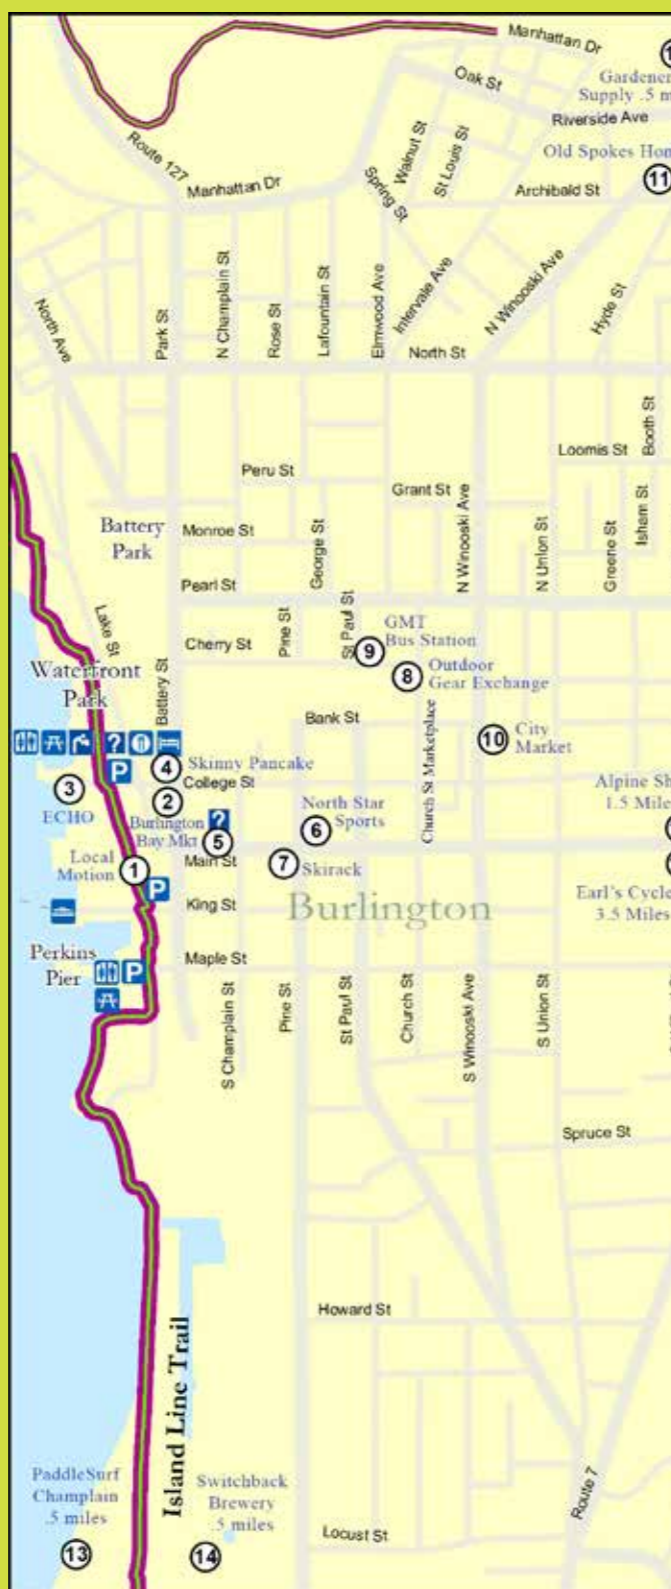 Manhattan Dr
Oak St
Gardener
Supply .5 m
Riverside Ave
Route 127
Walnut St
St Louis St
Old Spokes Hom
11
Manhattan Dr
Spring St
Archibald St
North Ave
Park St
N Champlain St
Rose St
Lafountain St
Elmwood Ave
Intervale Ave
N Winooski Ave
Hyde St
North St
Booth St
Loomis St
Peru St
Grant St
Battery
Park
Monroe St
George St
N Winooski Ave
N Union St
Greene St
Isham St
Pearl St
Lake St
Cherry St
Pine St
St Paul St
GMT
Bus Station
9
8
Outdoor
Gear Exchange
Waterfront
Park
Battery St
Bank St
Church St Marketplace
10
City
Market
?
P
4
Skinny Pancake
3
ECHO
College St
2
Burlington
Bay Mkt
?
5
North Star
Sports
6
Alpine Sh
1.5 Mile
Local
Motion
1
P
Main St
7
Skirack
King St
Burlington
Earl's Cycle
3.5 Miles
Perkins
Pier
P
Maple St
S Champlain St
Pine St
St Paul St
Church St
S Winooski Ave
S Union St
Spruce St
Howard St
Island Line Trail
PaddleSurf
Champlain
.5 miles
13
Switchback
Brewery
.5 miles
14
Route 7
Locust St